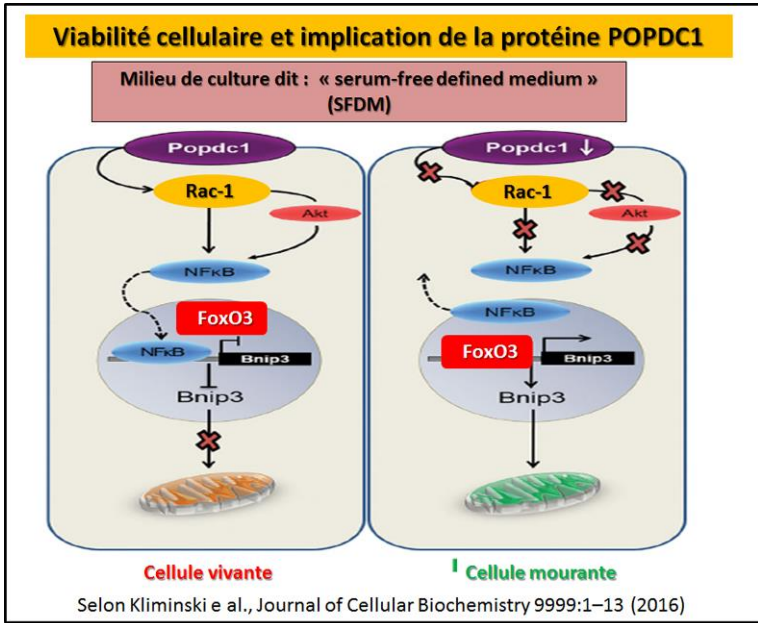 Viabilité cellulaire et implication de la protéine POPDC1
Milieu de culture dit : « serum-free defined medium »
(SFDM)
Popdc1
Rac-1
Akt
NFκB
FoxO3
NFκB
Bnip3
Bnip3
Cellule vivante
Popdc1 ↓
Rac-1
Akt
NFκB
NFκB
FoxO3
Bnip3
Bnip3
Cellule mourante
Selon Kliminski et al., Journal of Cellular Biochemistry 9999:1–13 (2016)